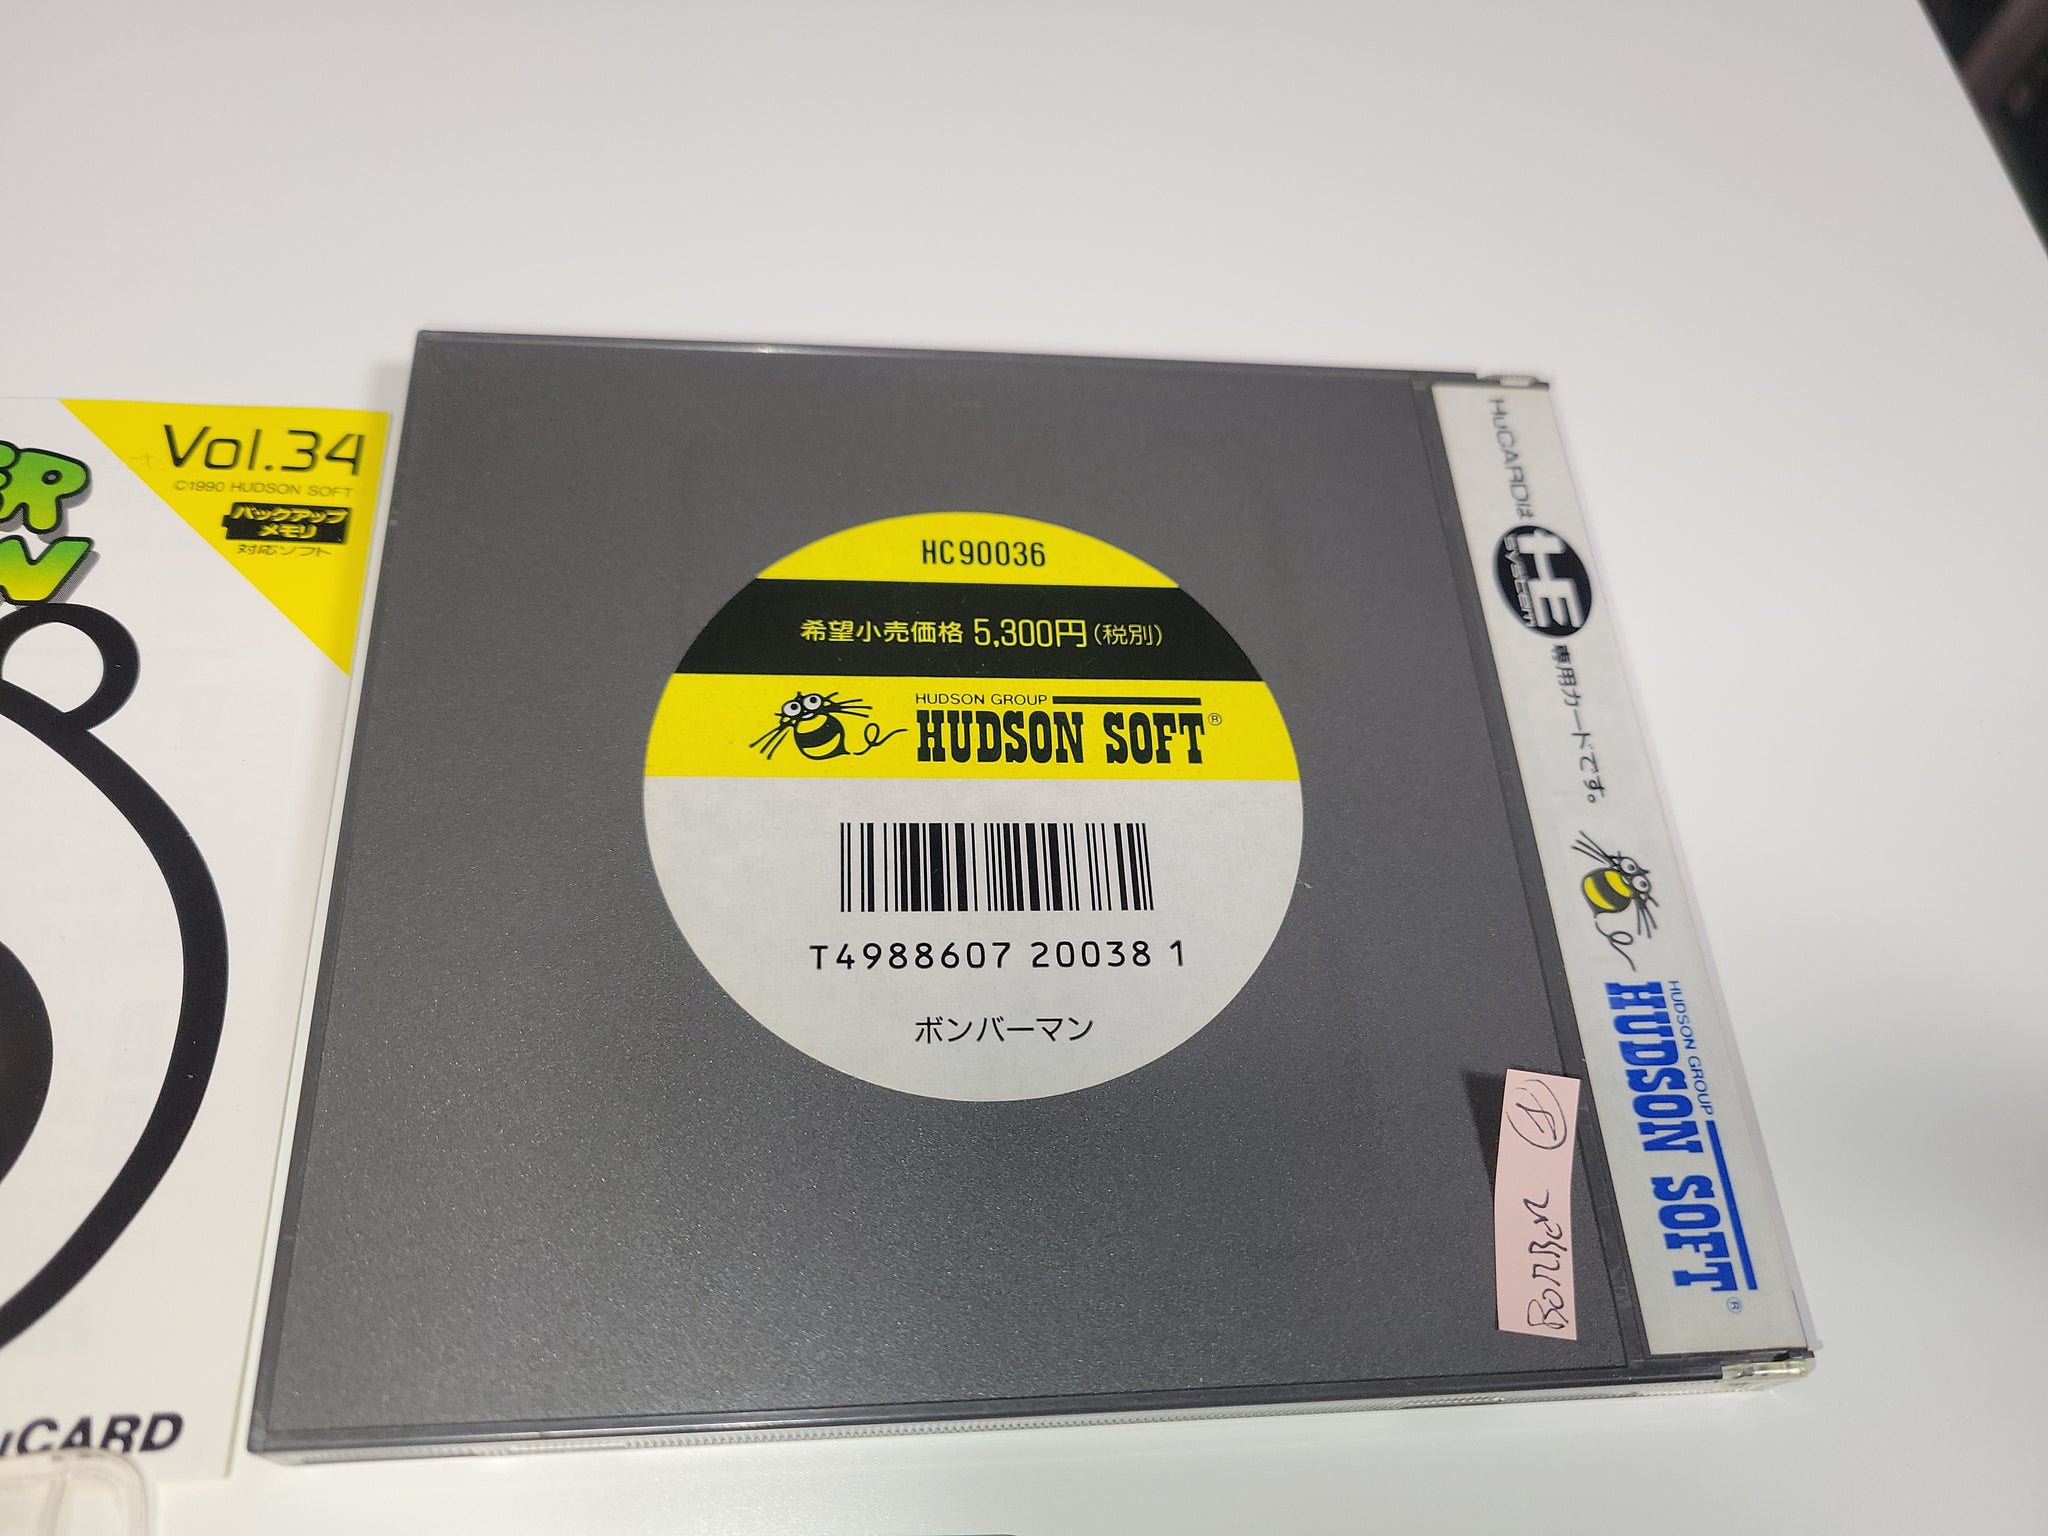 ER
N
Vol.34
©1990 HUDSON SOFT
バックアップ
メモリ
対応ソフト
uCARD
HC90036
希望小売価格 5,300円(税別)
HUDSON GROUP
HUDSON SOFT®
T4988607 20038 1
ボンバーマン
HuCARDは HE system 専用カードです。
HUDSON GROUP
HUDSON SOFT®